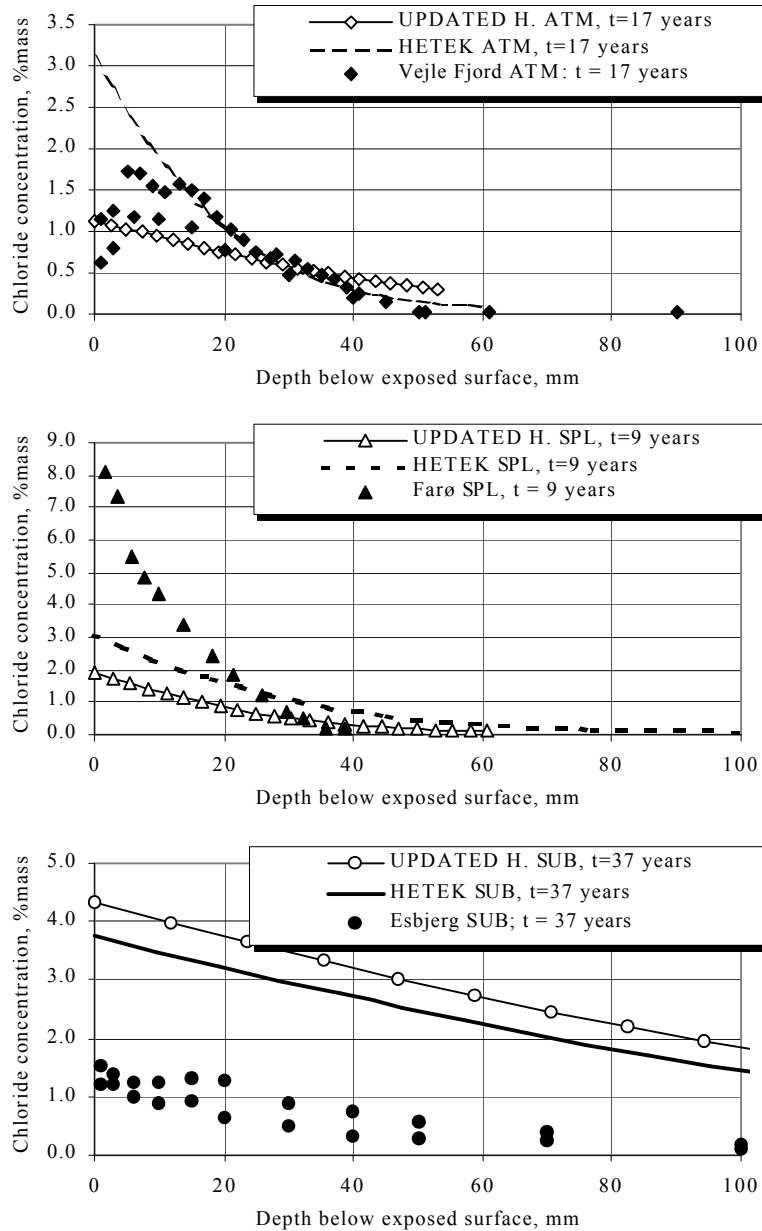 UPDATED H. ATM, t=17 years
HETEK ATM, t=17 years
Vejle Fjord ATM: t = 17 years
Chloride concentration, %mass
3.5
3.0
2.5
2.0
1.5
1.0
0.5
0.0
0 20 40 60 80 100
Depth below exposed surface, mm
UPDATED H. SPL, t=9 years
HETEK SPL, t=9 years
Farø SPL, t = 9 years
Chloride concentration, %mass
9.0
8.0
7.0
6.0
5.0
4.0
3.0
2.0
1.0
0.0
0 20 40 60 80 100
Depth below exposed surface, mm
UPDATED H. SUB, t=37 years
HETEK SUB, t=37 years
Esbjerg SUB; t = 37 years
Chloride concentration, %mass
5.0
4.0
3.0
2.0
1.0
0.0
0 20 40 60 80 100
Depth below exposed surface, mm